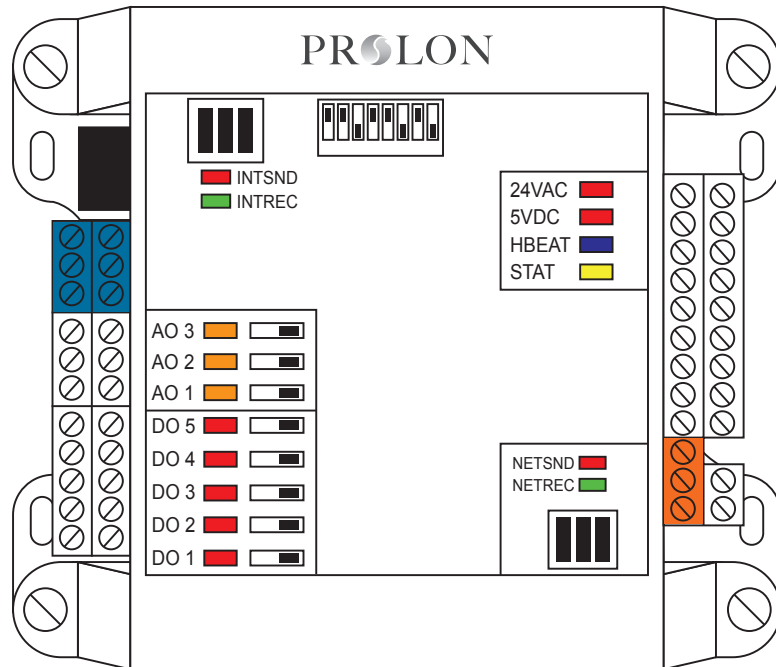 PROLON
INTSND
INTREC
24VAC
5VDC
HBEAT
STAT
AO 3
AO 2
AO 1
DO 5
DO 4
DO 3
DO 2
DO 1
NETSND
NETREC